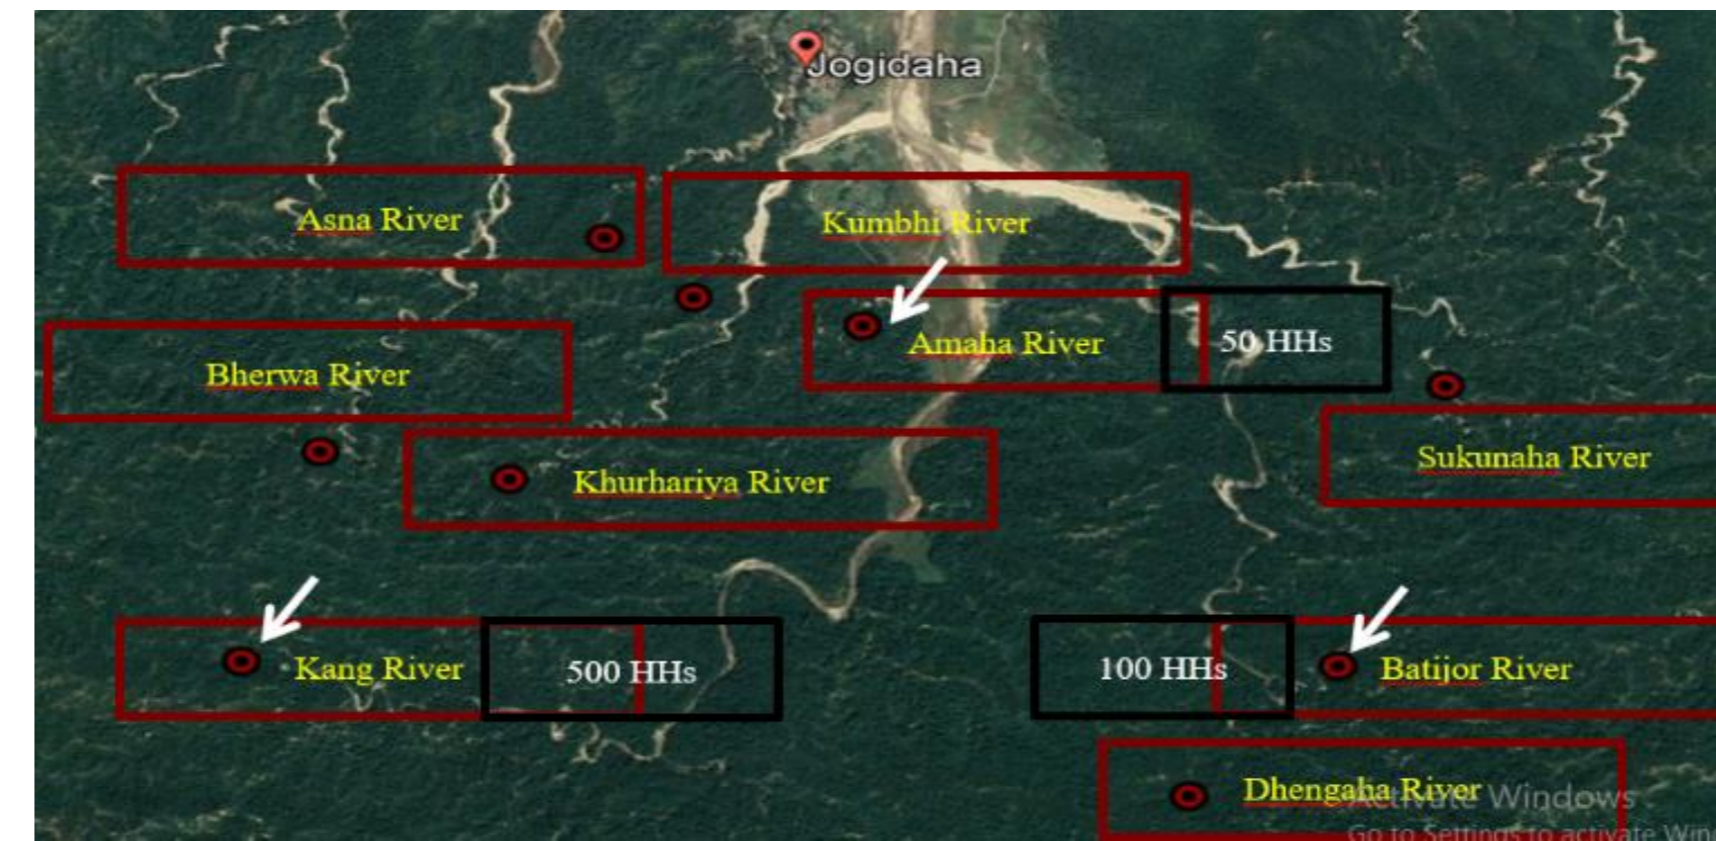 Jogidaha
Asna River
Kumbhi River
Amaha River
50 HHs
Bherwa River
Sukunaha River
Khurhariya River
Kang River
500 HHs
100 HHs
Batijor River
Dhengaha River
Activate Windows
Go to Settings to activate Win